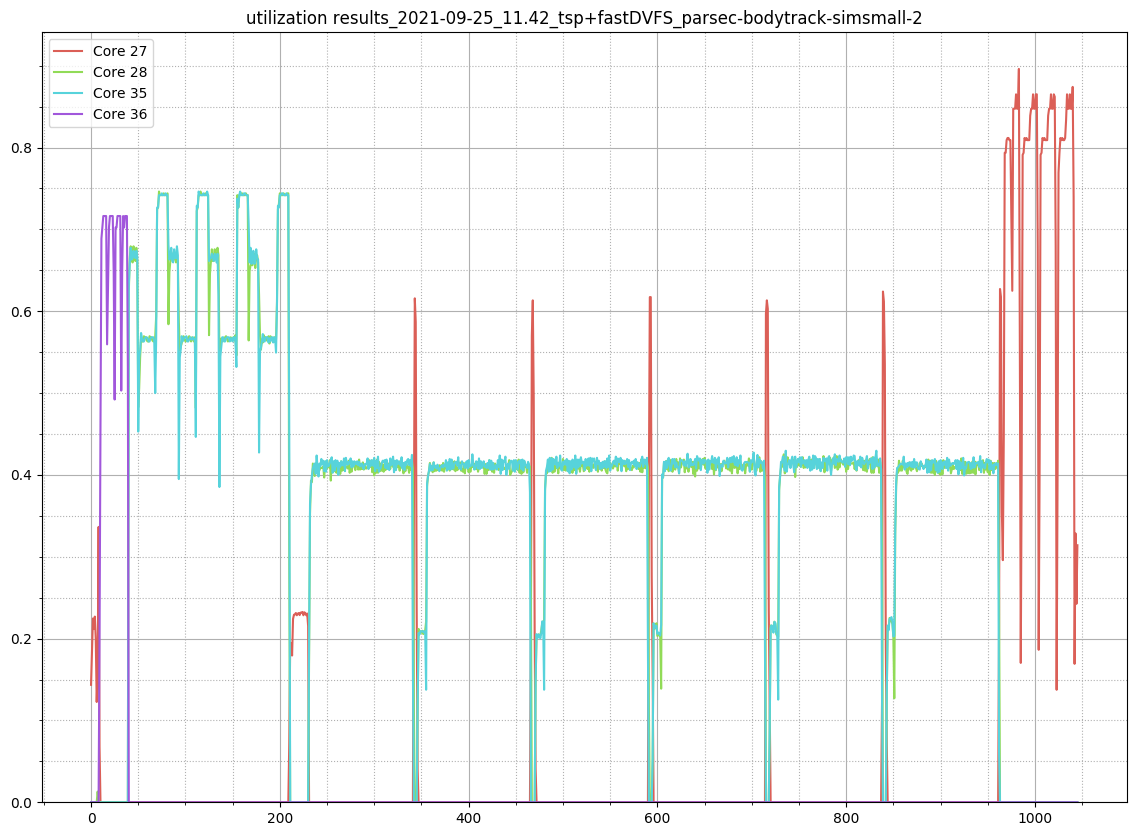 utilization results_2021-09-25_11.42_tsp+fastDVFS_parsec-bodytrack-simsmall-2
Core 27
Core 28
Core 35
Core 36
0.8
0.6
0.4
0.2
0.0
0 200 400 600 800 1000